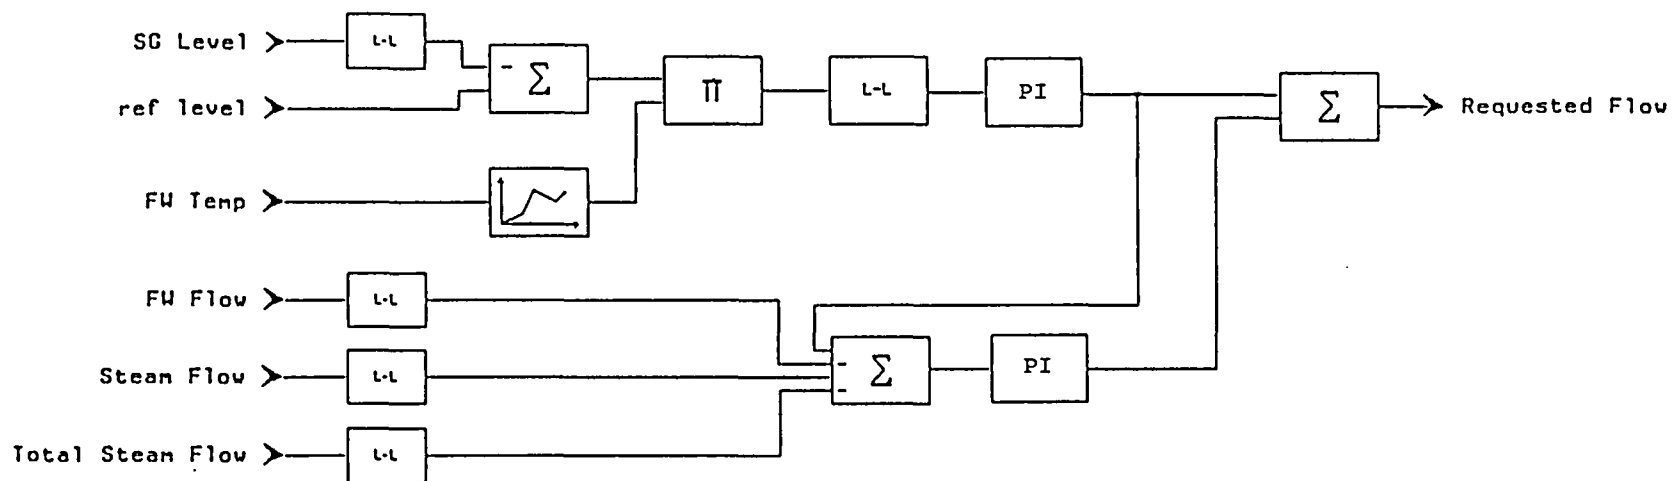 SG Level
L-L
- Σ
ref level
Π
L-L
PI
Σ
Requested Flow
FW Temp
FW Flow
L-L
Steam Flow
L-L
-
Σ
-
PI
Total Steam Flow
L-L